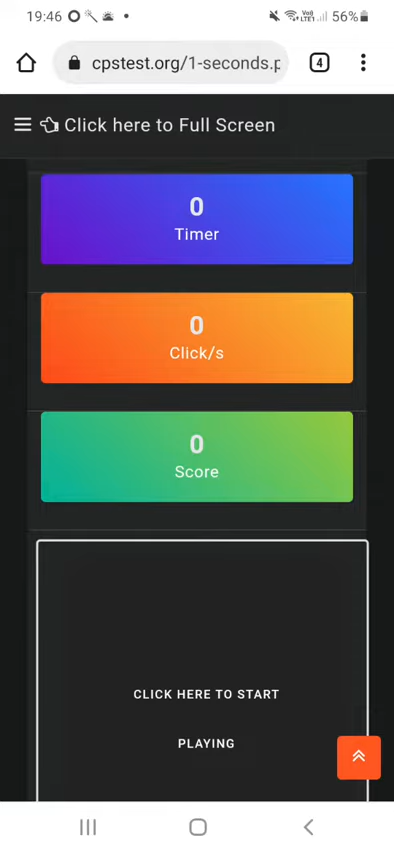 19:46 56%
cpstest.org/1-seconds.p 4
Click here to Full Screen
0
Timer
0
Click/s
0
Score
CLICK HERE TO START
PLAYING